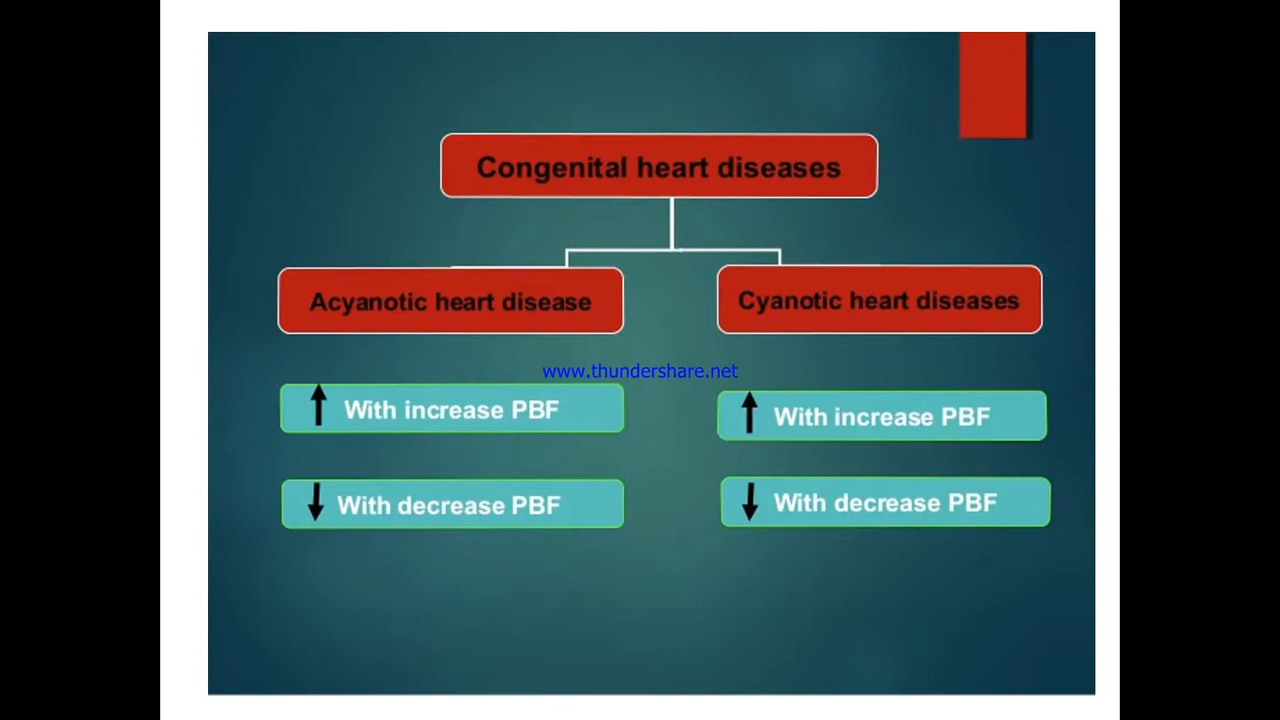 Congenital heart diseases
Acyanotic heart disease
Cyanotic heart diseases
www.thundershare.net
With increase PBF
With increase PBF
With decrease PBF
With decrease PBF